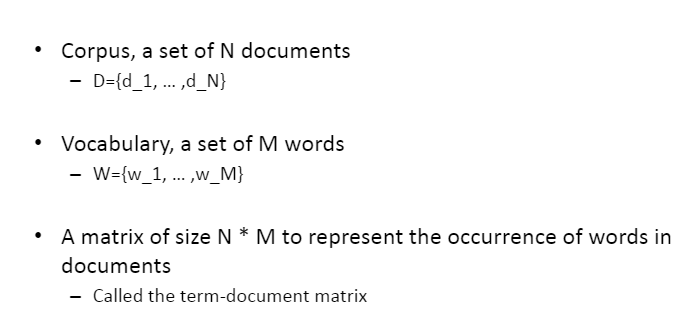 • Corpus, a set of N documents
– D={d_1, ... ,d_N}
• Vocabulary, a set of M words
– W={w_1, ... ,w_M}
• A matrix of size N * M to represent the occurrence of words in
documents
– Called the term-document matrix